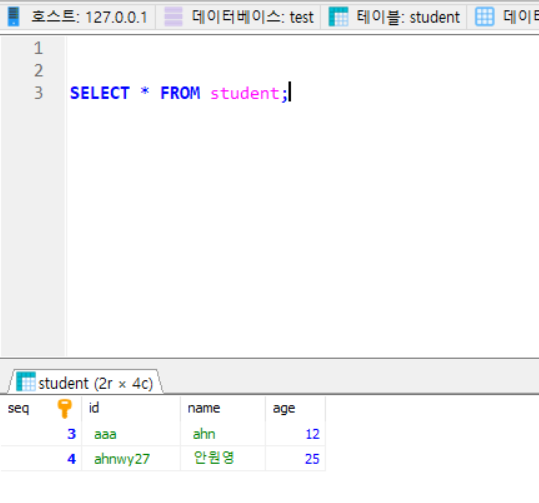 호스트: 127.0.0.1 데이터베이스: test 테이블: student
1
2
3 SELECT * FROM student;
student (2r × 4c)
seq id name age
3 aaa ahn 12
4 ahnwy27 안원영 25